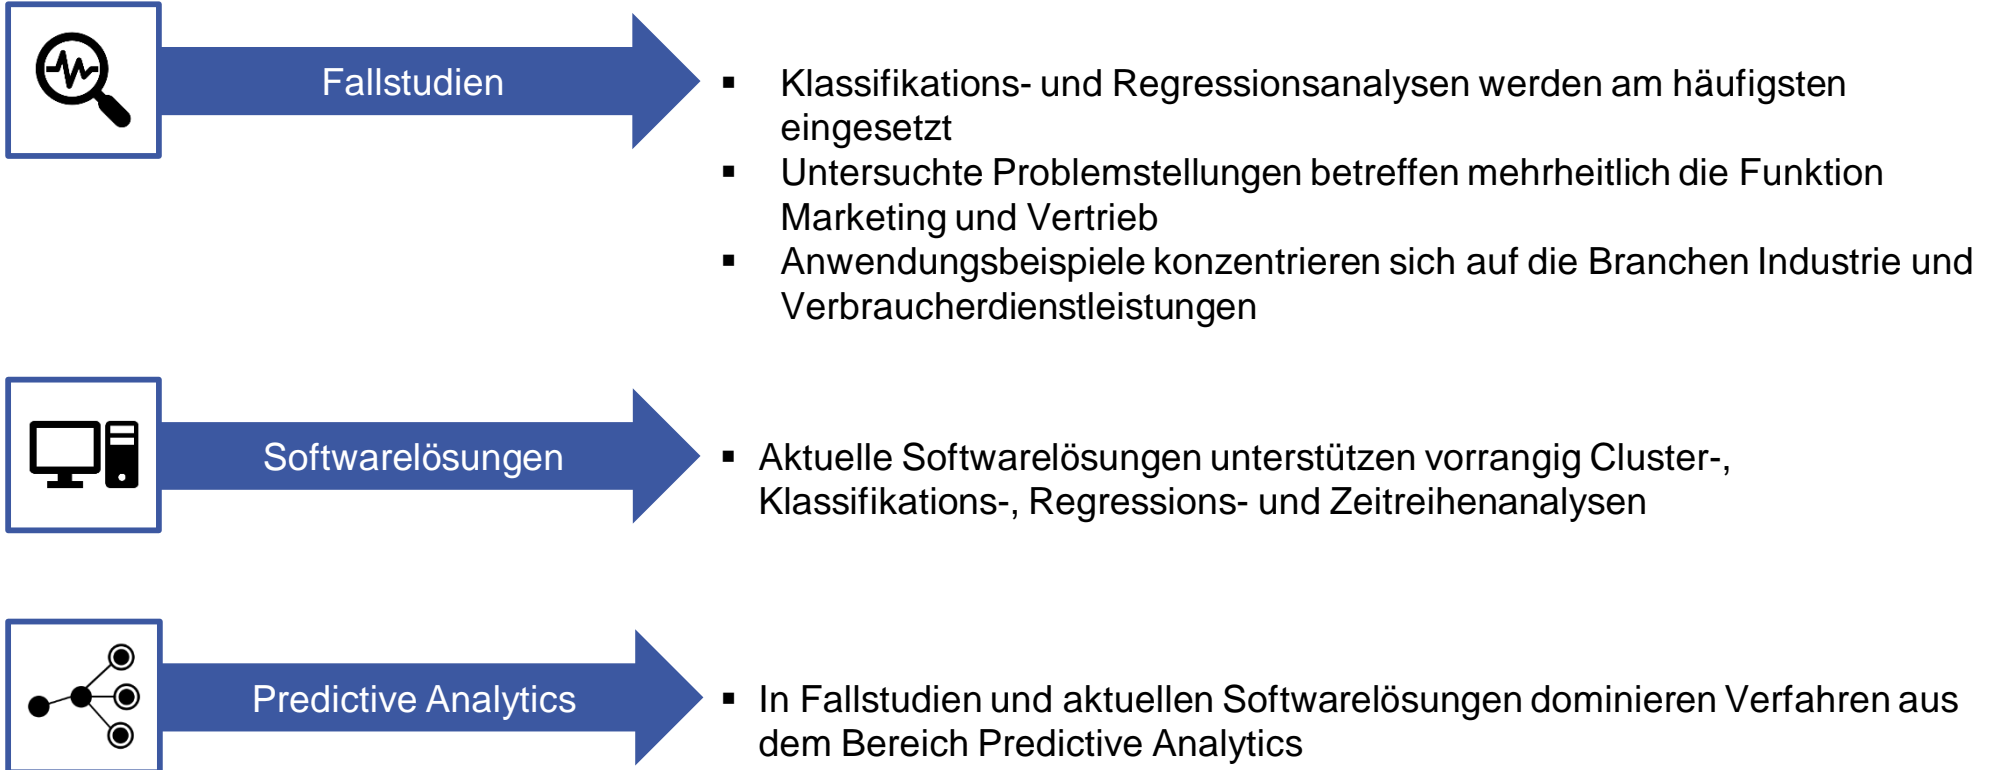 Fallstudien
▪ Klassifikations- und Regressionsanalysen werden am häufigsten
eingesetzt
▪ Untersuchte Problemstellungen betreffen mehrheitlich die Funktion
Marketing und Vertrieb
▪ Anwendungsbeispiele konzentrieren sich auf die Branchen Industrie und
Verbraucherdienstleistungen
Softwarelösungen
▪ Aktuelle Softwarelösungen unterstützen vorrangig Cluster-,
Klassifikations-, Regressions- und Zeitreihenanalysen
Predictive Analytics
▪ In Fallstudien und aktuellen Softwarelösungen dominieren Verfahren aus
dem Bereich Predictive Analytics